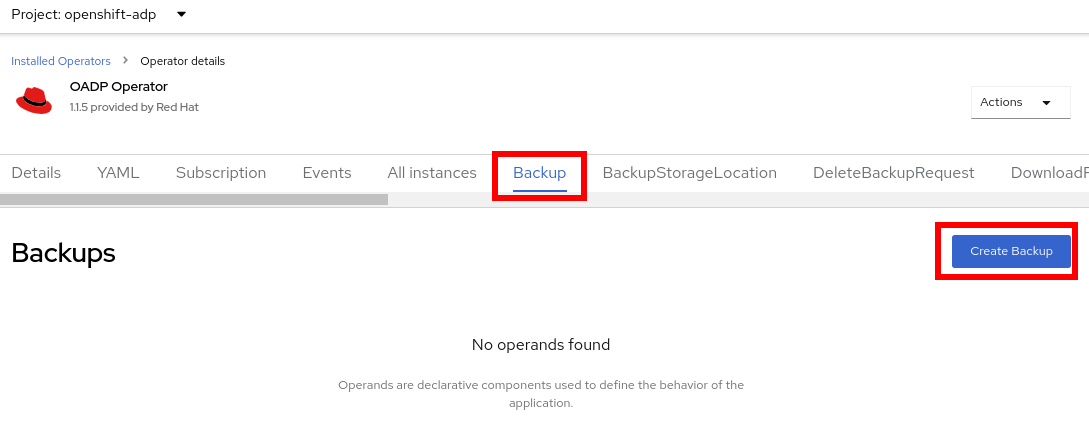 Project: openshift-adp
Installed Operators > Operator details
OADP Operator
1.1.5 provided by Red Hat
Actions
Details YAML Subscription Events All instances Backup BackupStorageLocation DeleteBackupRequest DownloadR
Backups
Create Backup
No operands found
Operands are declarative components used to define the behavior of the
application.